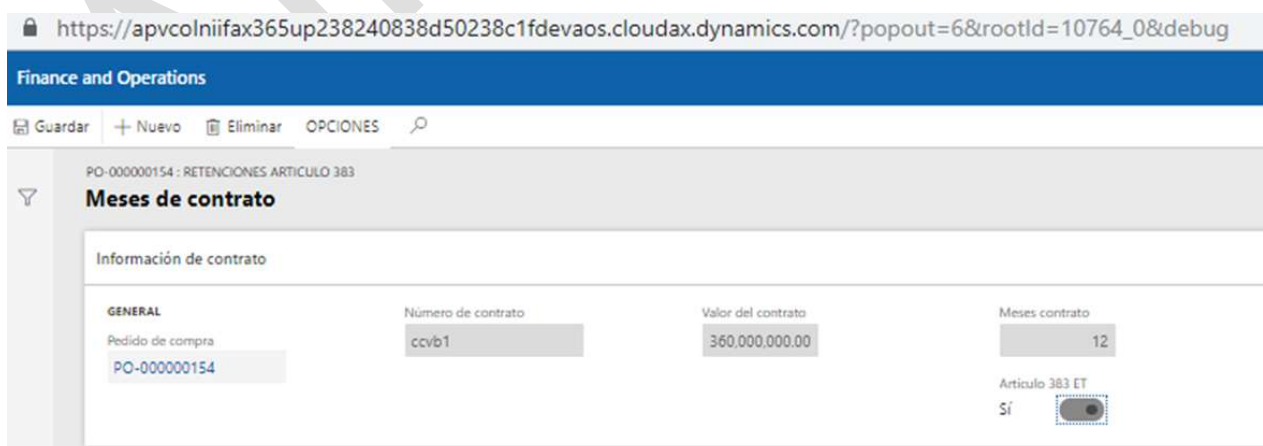 https://apvcolniifax365up238240838d50238c1fdevaos.cloudax.dynamics.com/?popout=6&rootId=10764_0&debug
Finance and Operations
Guardar Nuevo Eliminar OPCIONES
PO-000000154 : RETENCIONES ARTICULO 383
Meses de contrato
Información de contrato
GENERAL Número de contrato Valor del contrato Meses contrato
Pedido de compra ccvb1 360,000,000.00 12
PO-000000154
Artículo 383 ET
Sí